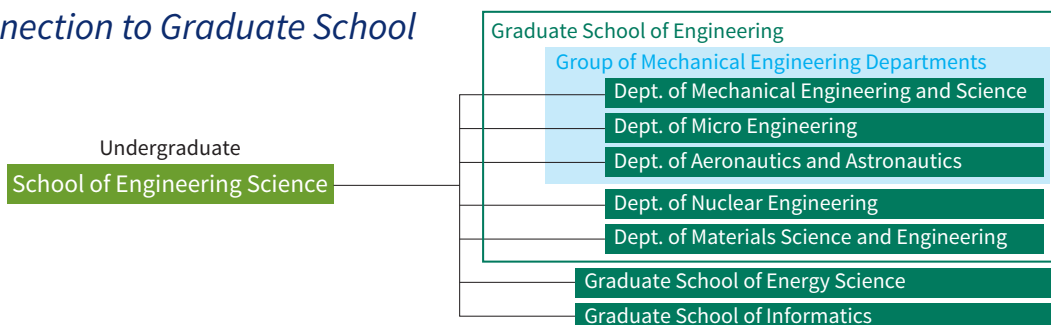 nection to Graduate School
Graduate School of Engineering
Group of Mechanical Engineering Departments
Dept. of Mechanical Engineering and Science
Dept. of Micro Engineering
Dept. of Aeronautics and Astronautics
Undergraduate
School of Engineering Science
Dept. of Nuclear Engineering
Dept. of Materials Science and Engineering
Graduate School of Energy Science
Graduate School of Informatics